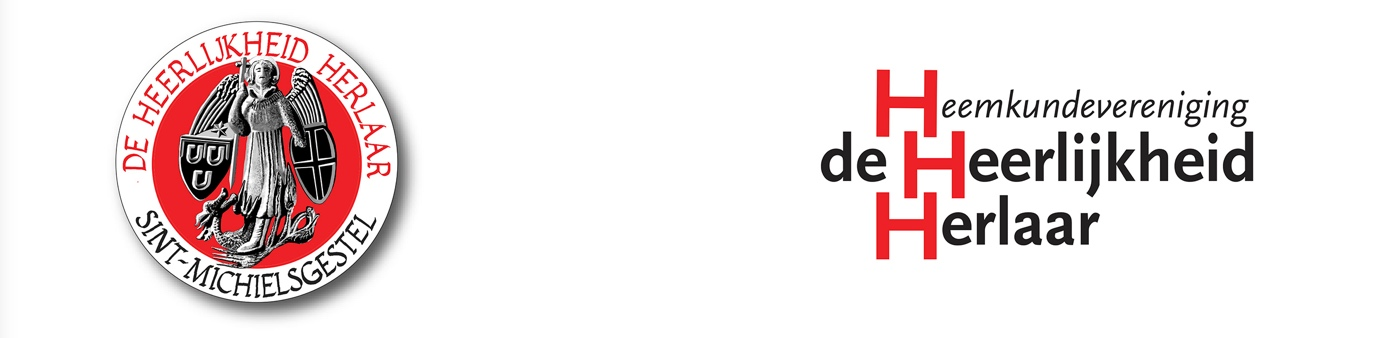 DE HEERLIJKHEID HERLAAR
SINT-MICHIELSGESTEL
Heemkundevereniging
de Heerlijkheid
Herlaar